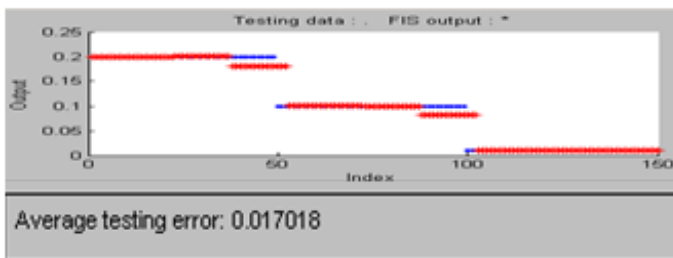 Testing data : .   FIS output : *
0.25
0.2
0.15
0.1
0.05
0
Output
0 50 100 150
Index
Average testing error: 0.017018